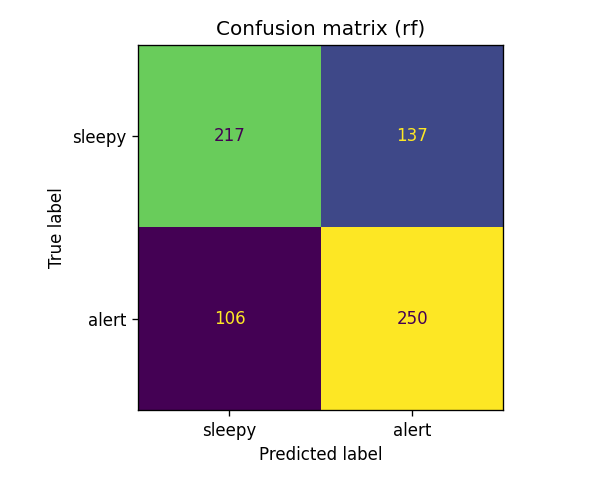 Confusion matrix (rf)
True label
sleepy
217
137
alert
106
250
sleepy
alert
Predicted label